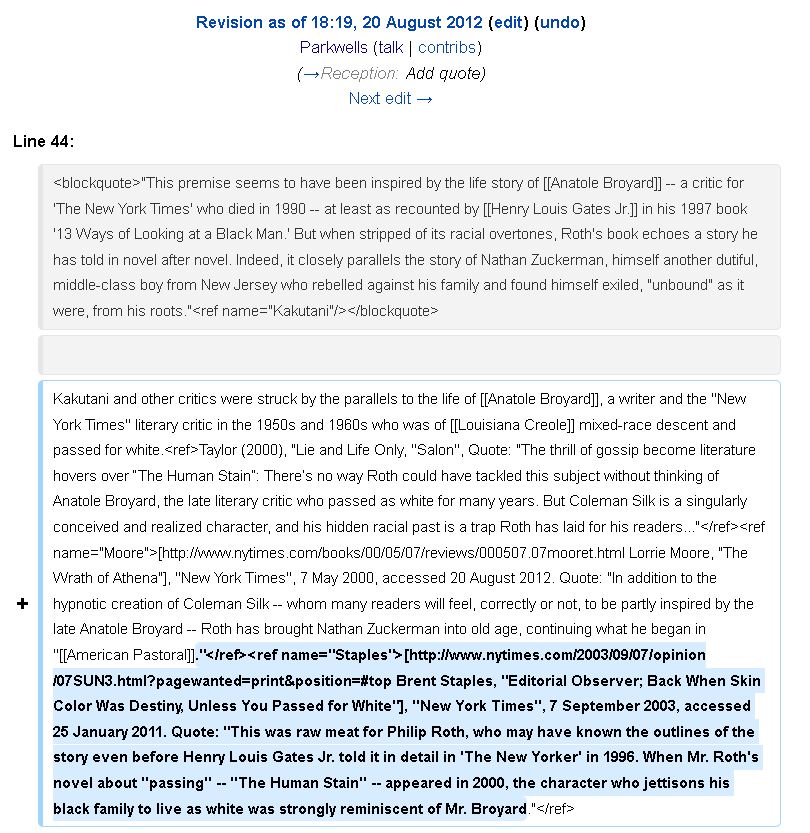 Revision as of 18:19, 20 August 2012 (edit) (undo)
Parkwells (talk | contribs)
(→Reception: Add quote)
Next edit →
Line 44:
<blockquote>"This premise seems to have been inspired by the life story of [[Anatole Broyard]] -- a critic for
'The New York Times' who died in 1990 -- at least as recounted by [[Henry Louis Gates Jr.]] in his 1997 book
'13 Ways of Looking at a Black Man.' But when stripped of its racial overtones, Roth's book echoes a story he
has told in novel after novel. Indeed, it closely parallels the story of Nathan Zuckerman, himself another dutiful,
middle-class boy from New Jersey who rebelled against his family and found himself exiled, "unbound" as it
were, from his roots."<ref name="Kakutani"/></blockquote>
Kakutani and other critics were struck by the parallels to the life of [[Anatole Broyard]], a writer and the ''New
York Times'' literary critic in the 1950s and 1960s who was of [[Louisiana Creole]] mixed-race descent and
passed for white.<ref>Taylor (2000), "Lie and Life Only, ''Salon'', Quote: "The thrill of gossip become literature
hovers over “The Human Stain”: There’s no way Roth could have tackled this subject without thinking of
Anatole Broyard, the late literary critic who passed as white for many years. But Coleman Silk is a singularly
conceived and realized character, and his hidden racial past is a trap Roth has laid for his readers..."</ref><ref
name="Moore">[http://www.nytimes.com/books/00/05/07/reviews/000507.07mooret.html Lorrie Moore, "The
Wrath of Athena"], ''New York Times'', 7 May 2000, accessed 20 August 2012. Quote: "In addition to the
hypnotic creation of Coleman Silk -- whom many readers will feel, correctly or not, to be partly inspired by the
late Anatole Broyard -- Roth has brought Nathan Zuckerman into old age, continuing what he began in
''[[American Pastoral]].''"</ref><ref name="Staples">[http://www.nytimes.com/2003/09/07/opinion
/07SUN3.html?pagewanted=print&position=#top Brent Staples, "Editorial Observer; Back When Skin
Color Was Destiny, Unless You Passed for White"], ''New York Times'', 7 September 2003, accessed
25 January 2011. Quote: "This was raw meat for Philip Roth, who may have known the outlines of the
story even before Henry Louis Gates Jr. told it in detail in 'The New Yorker' in 1996. When Mr. Roth's
novel about "passing" -- "The Human Stain" -- appeared in 2000, the character who jettisons his
+ black family to live as white was strongly reminiscent of Mr. Broyard."</ref>